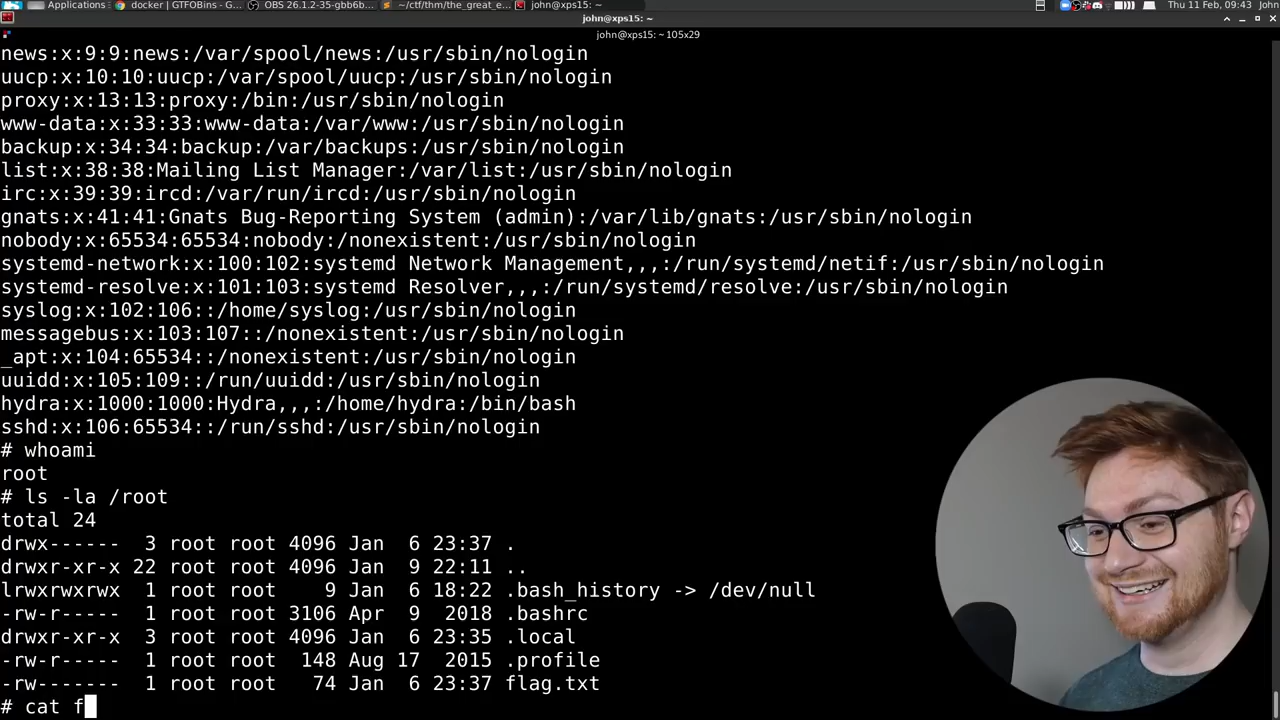 Applications
docker | GTFOBins - G...
OBS 26.1.2-35-gbb6b...
~/ctf/thm/the_great_e...
john@xps15: ~
Thu 11 Feb, 09:43 John
john@xps15: ~
john@xps15: ~ 105x29
news:x:9:9:news:/var/spool/news:/usr/sbin/nologin
uucp:x:10:10:uucp:/var/spool/uucp:/usr/sbin/nologin
proxy:x:13:13:proxy:/bin:/usr/sbin/nologin
www-data:x:33:33:www-data:/var/www:/usr/sbin/nologin
backup:x:34:34:backup:/var/backups:/usr/sbin/nologin
list:x:38:38:Mailing List Manager:/var/list:/usr/sbin/nologin
irc:x:39:39:ircd:/var/run/ircd:/usr/sbin/nologin
gnats:x:41:41:Gnats Bug-Reporting System (admin):/var/lib/gnats:/usr/sbin/nologin
nobody:x:65534:65534:nobody:/nonexistent:/usr/sbin/nologin
systemd-network:x:100:102:systemd Network Management,,,:/run/systemd/netif:/usr/sbin/nologin
systemd-resolve:x:101:103:systemd Resolver,,,:/run/systemd/resolve:/usr/sbin/nologin
syslog:x:102:106::/home/syslog:/usr/sbin/nologin
messagebus:x:103:107::/nonexistent:/usr/sbin/nologin
_apt:x:104:65534::/nonexistent:/usr/sbin/nologin
uuidd:x:105:109::/run/uuidd:/usr/sbin/nologin
hydra:x:1000:1000:Hydra,,,:/home/hydra:/bin/bash
sshd:x:106:65534::/run/sshd:/usr/sbin/nologin
# whoami
root
# ls -la /root
total 24
drwx------  3 root root 4096 Jan  6 23:37 .
drwxr-xr-x 22 root root 4096 Jan  9 22:11 ..
lrwxrwxrwx  1 root root    9 Jan  6 18:22 .bash_history -> /dev/null
-rw-r-----  1 root root 3106 Apr  9  2018 .bashrc
drwxr-xr-x  3 root root 4096 Jan  6 23:35 .local
-rw-r-----  1 root root  148 Aug 17  2015 .profile
-rw-------  1 root root   74 Jan  6 23:37 flag.txt
# cat f